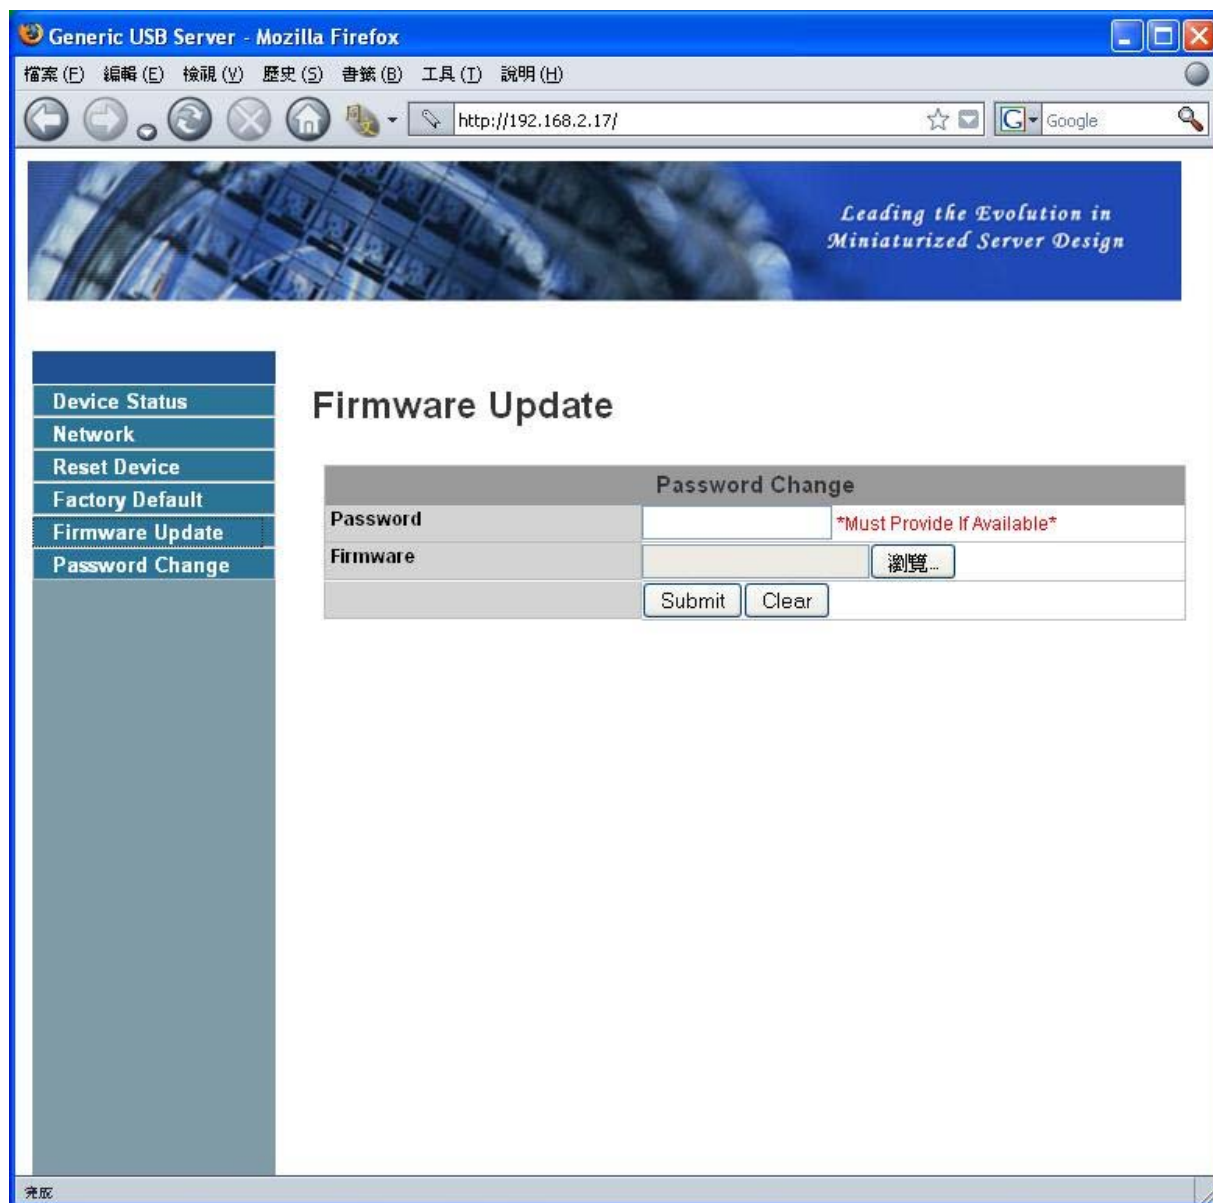 Generic USB Server - Mozilla Firefox
檔案(F) 編輯(E) 檢視(V) 歷史(S) 書籤(B) 工具(T) 說明(H)
http://192.168.2.17/
Google
Leading the Evolution in
Miniaturized Server Design
Device Status
Network
Reset Device
Factory Default
Firmware Update
Password Change
Firmware Update
Password Change
Password *Must Provide If Available*
Firmware 瀏覽...
Submit Clear
完成